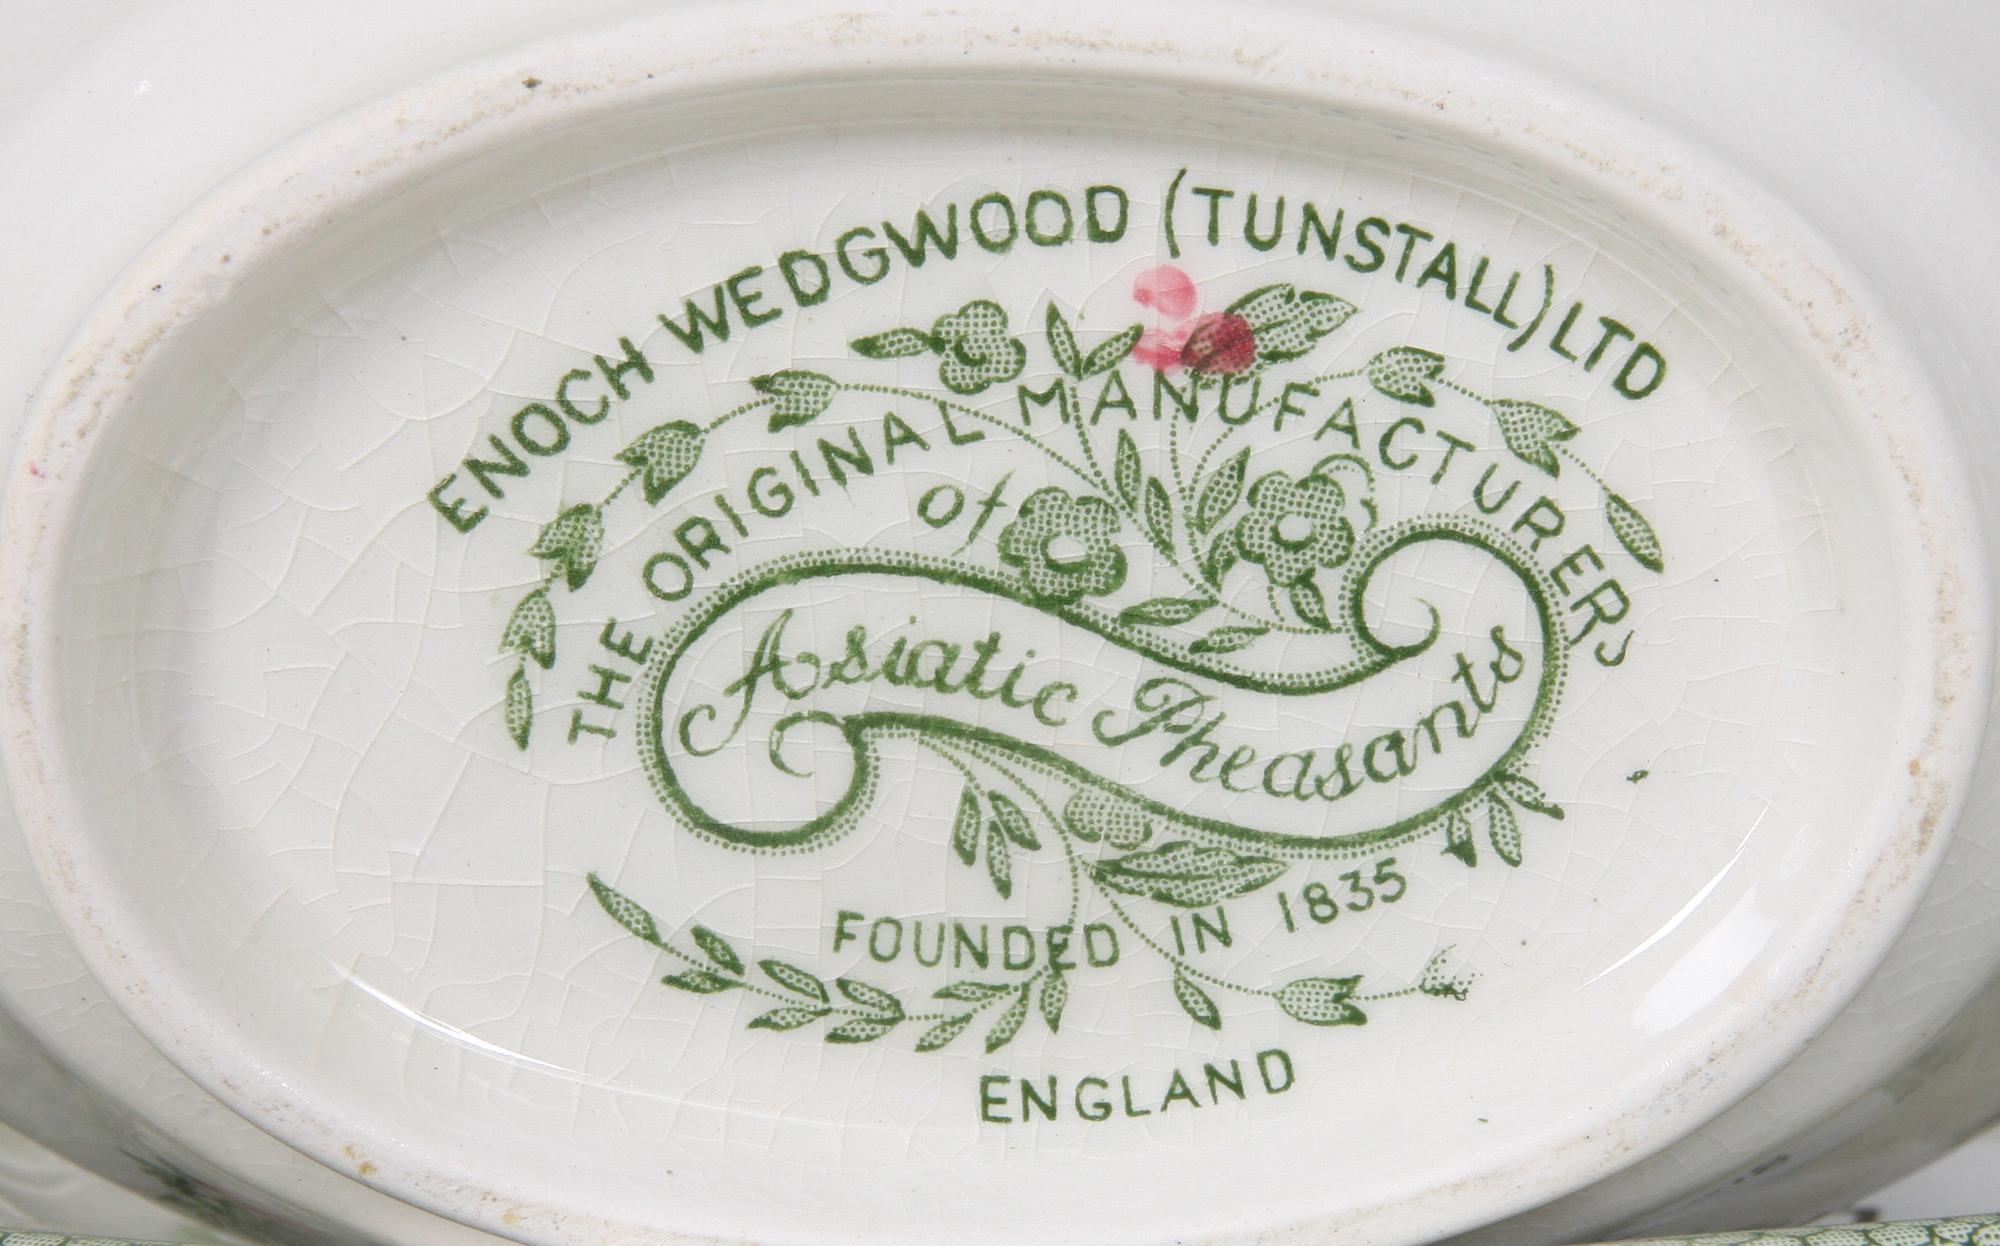 ENOCH WEDGWOOD (TUNSTALL) LTD
THE ORIGINAL MANUFACTURERS
of
Asiatic Pheasants
FOUNDED IN 1835
ENGLAND